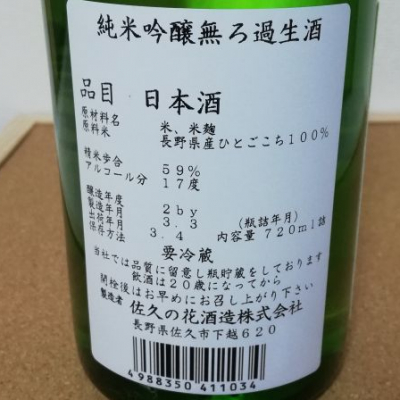 純米吟醸無ろ過生酒
品目 日本酒
原材料名 米、米麹
原料米 長野県産ひとごこち100%
精米歩合 59%
アルコール分 17度
醸造年度 2by
製造年月 3.3 (瓶詰年月)
出荷年月 3.4 内容量 720ml詰
保存方法 要冷蔵
当社では品質に留意し瓶貯蔵をしております
飲酒は20歳になってから
開栓後はお早めにお召し上がり下さい
製造者 佐久の花酒造株式会社
長野県佐久市下越620
4988350411034